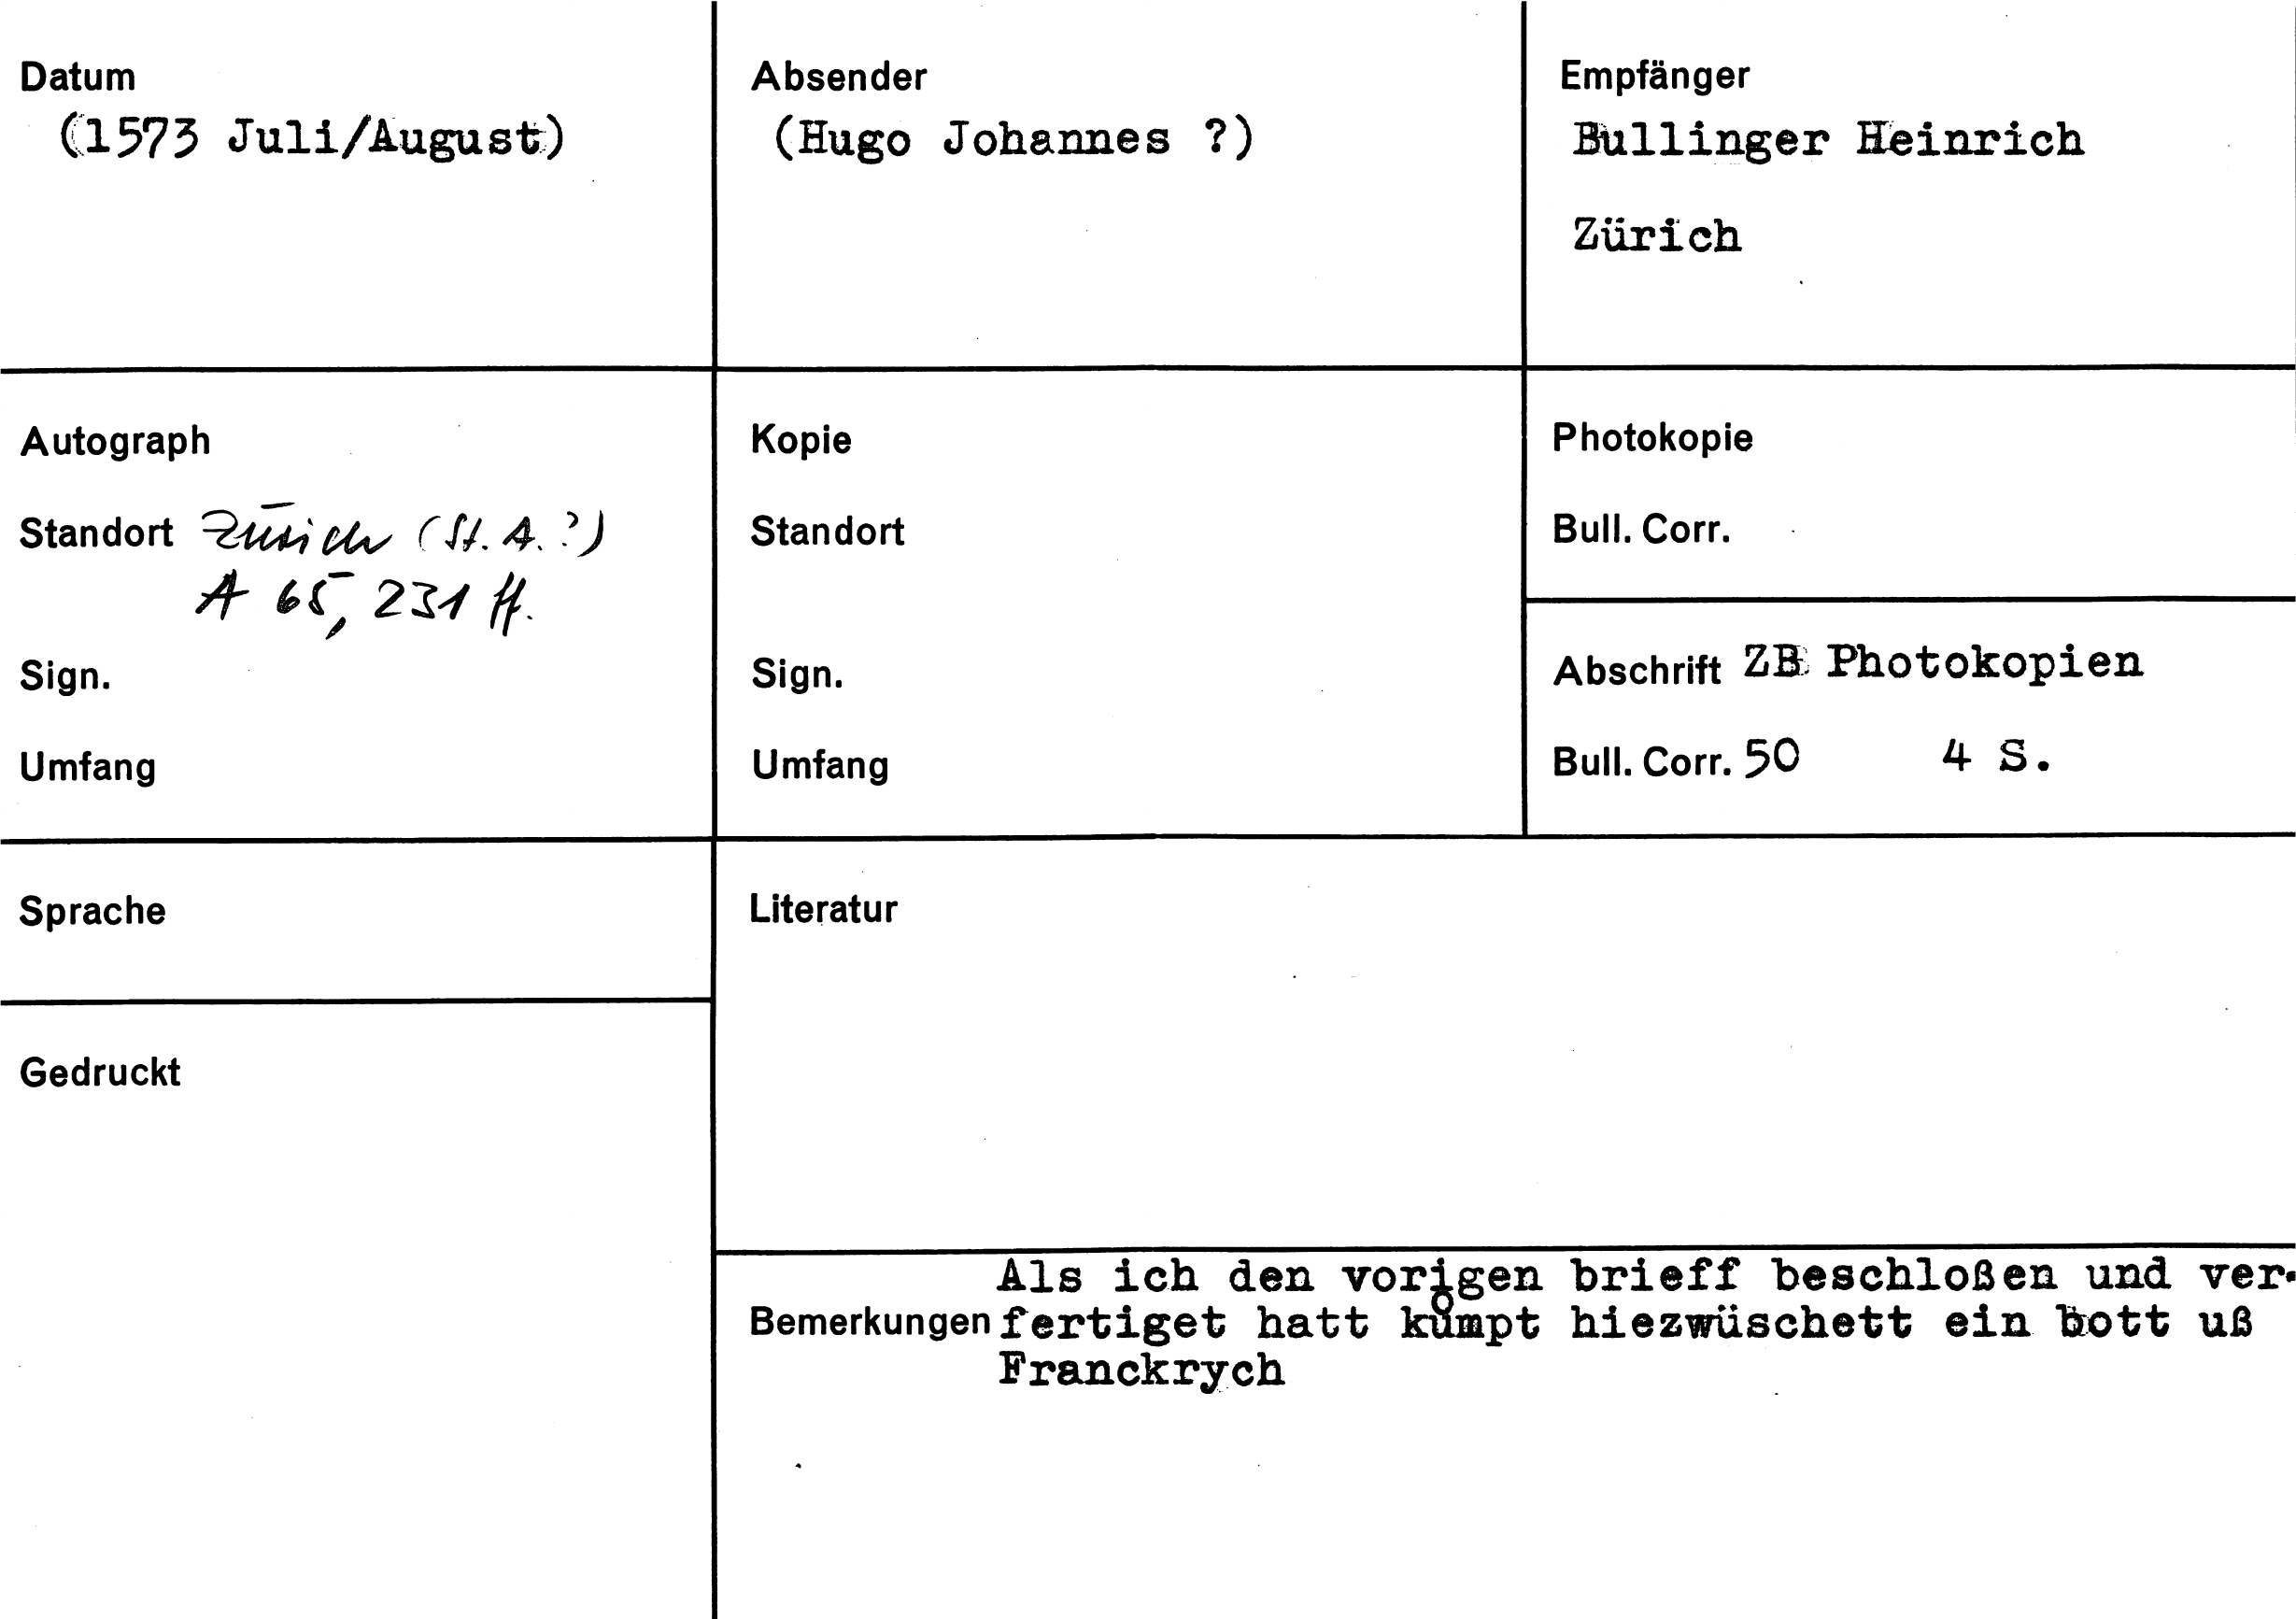 Datum
(1573 Juli/August)
Absender
(Hugo Johannes ?)
Empfänger
Bullinger Heinrich
Zürich
Autograph
Standort Zürich (St. A. ?)
A 65, 231 ff.
Sign.
Umfang
Kopie
Standort
Sign.
Umfang
Photokopie
Bull. Corr.
Abschrift ZB Photokopien
Bull. Corr. 50 4 S.
Sprache
Literatur
Gedruckt
Als ich den vorigen brieff beschloßen und ver-
Bemerkungen fertiget hatt kůmpt hiezwüschett ein bott uß
Franckrych